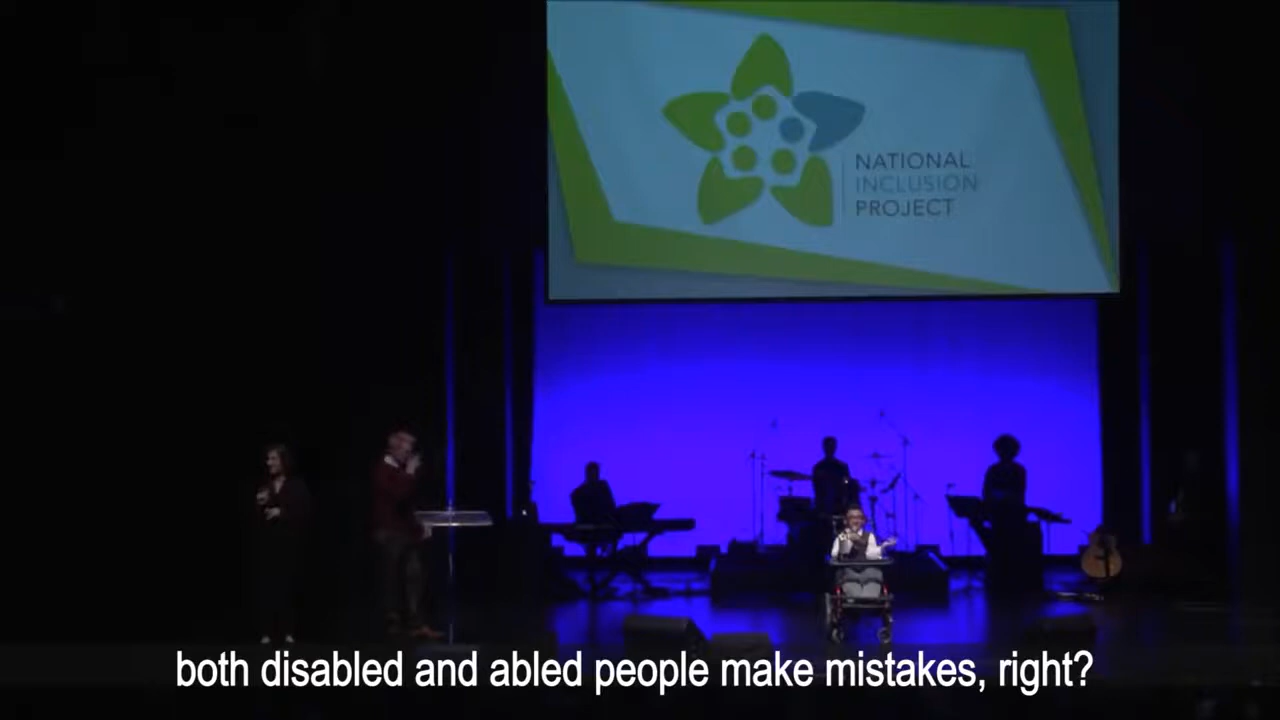 NATIONAL
INCLUSION
PROJECT
both disabled and abled people make mistakes, right?